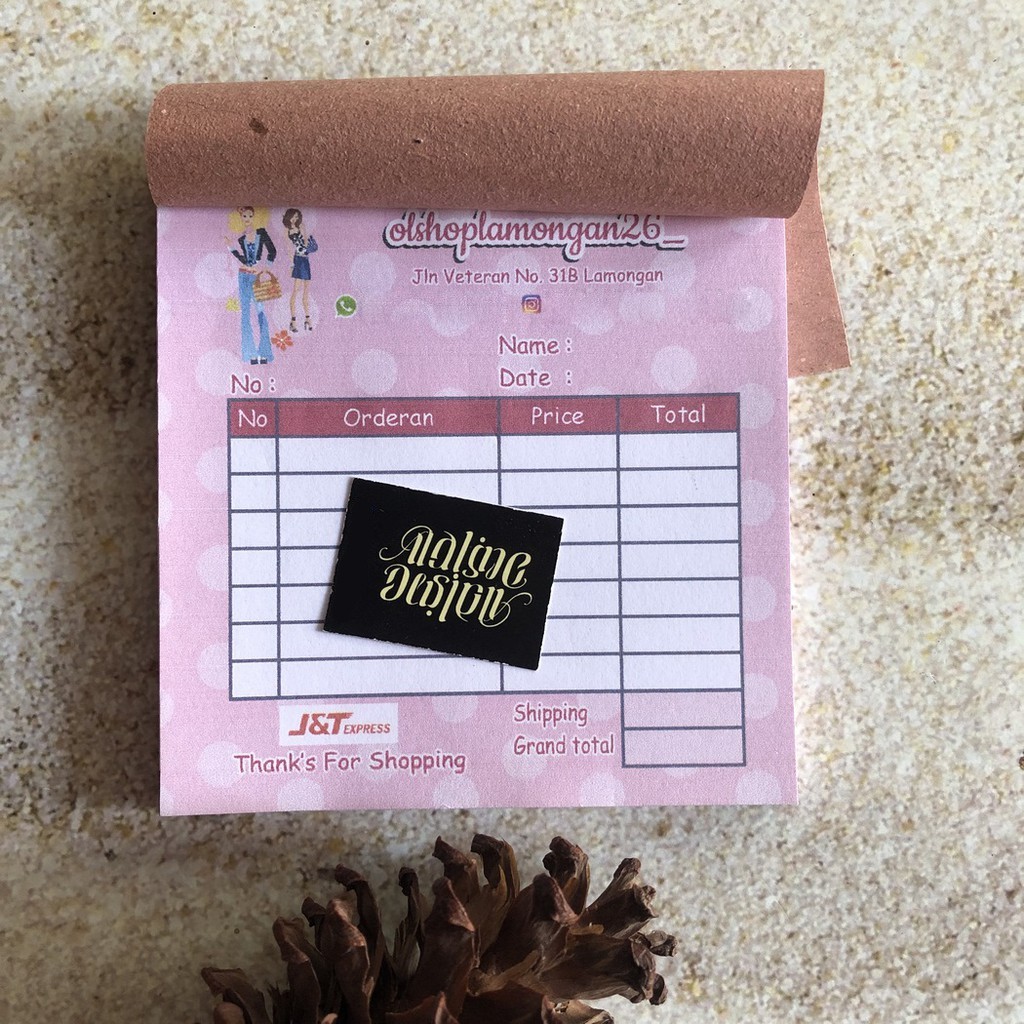 olshoplamongan26_
Jln Veteran No. 31B Lamongan
Name :
No :
Date :
No Orderan Price Total
J&T EXPRESS
Shipping
Grand total
Thank's For Shopping